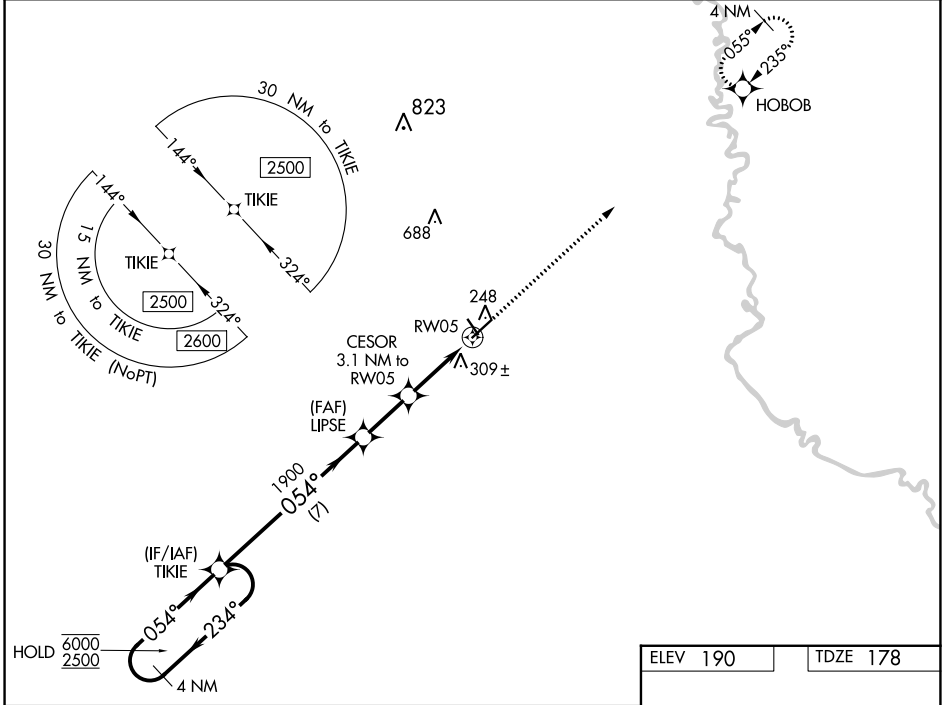 4 NM
055°
235°
HOBOB
30 NM to TIKIE
144°
2500
TIKIE
324°
823
688
144°
15 NM to TIKIE
TIKIE
2500
324°
2600
30 NM to TIKIE (NoPT)
248
RW05
309±
CESOR
3.1 NM to
RW05
(FAF)
LIPSE
1900
054°
(7)
(IF/IAF)
TIKIE
054°
234°
HOLD 6000
2500
4 NM
ELEV 190
TDZE 178